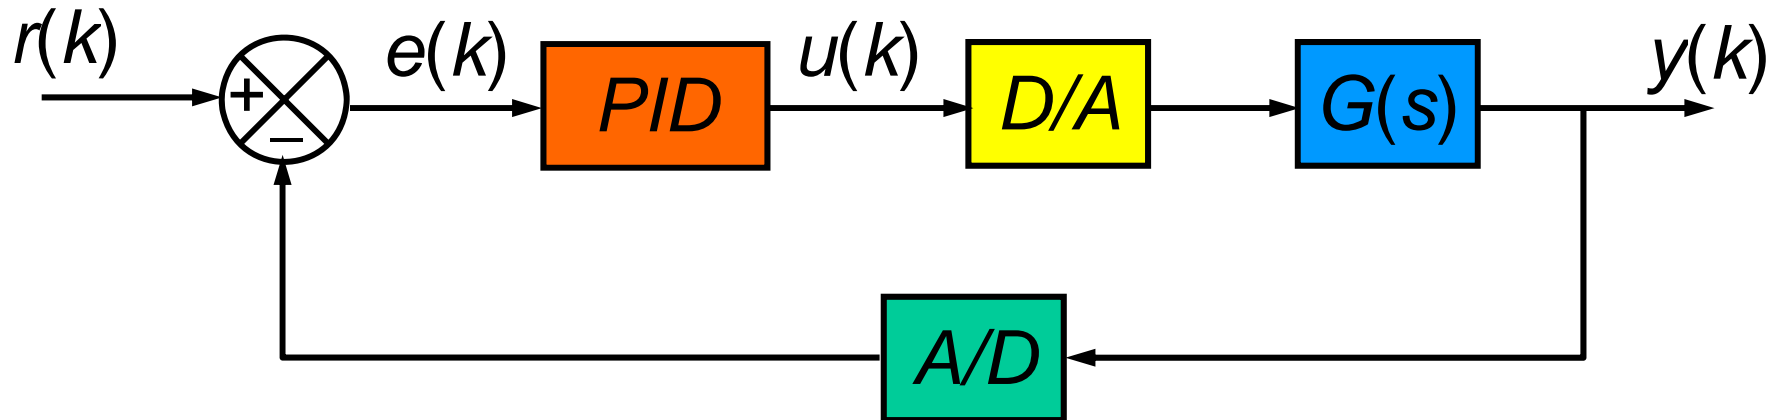 r(k)
e(k)
u(k)
y(k)
+
−
PID
D/A
G(s)
A/D